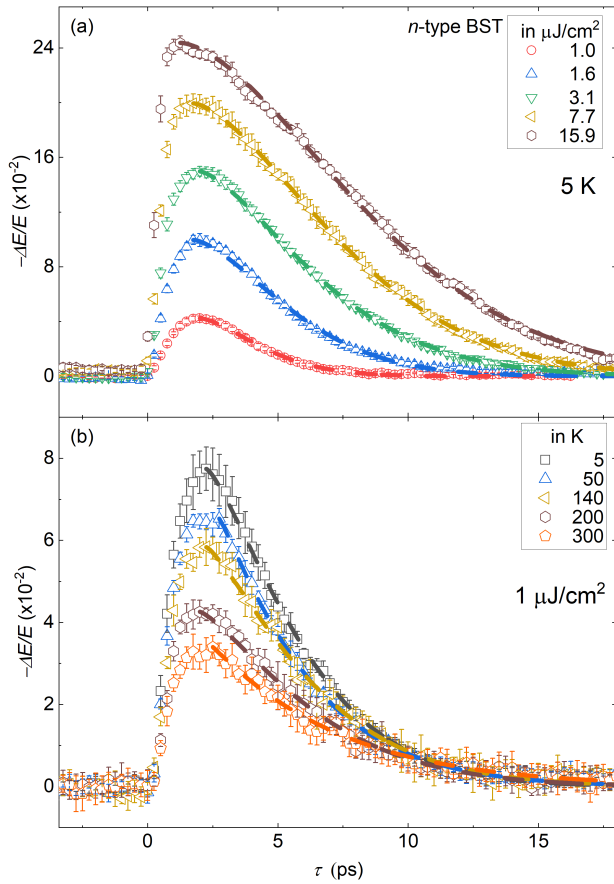 (a)
n-type BST
in μJ/cm²
1.0
1.6
3.1
7.7
15.9
5 K
24
16
8
0
−ΔE/E (x10⁻²)
(b)
in K
5
50
140
200
300
1 μJ/cm²
8
6
4
2
0
−ΔE/E (x10⁻²)
0 5 10 15
τ (ps)